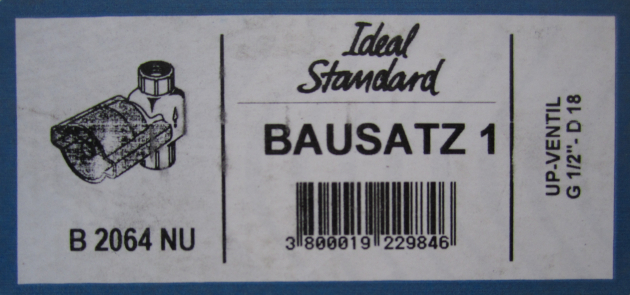 Ideal
Standard
BAUSATZ 1
B 2064 NU
3 800019 229846
UP-VENTIL
G 1/2" - D 18